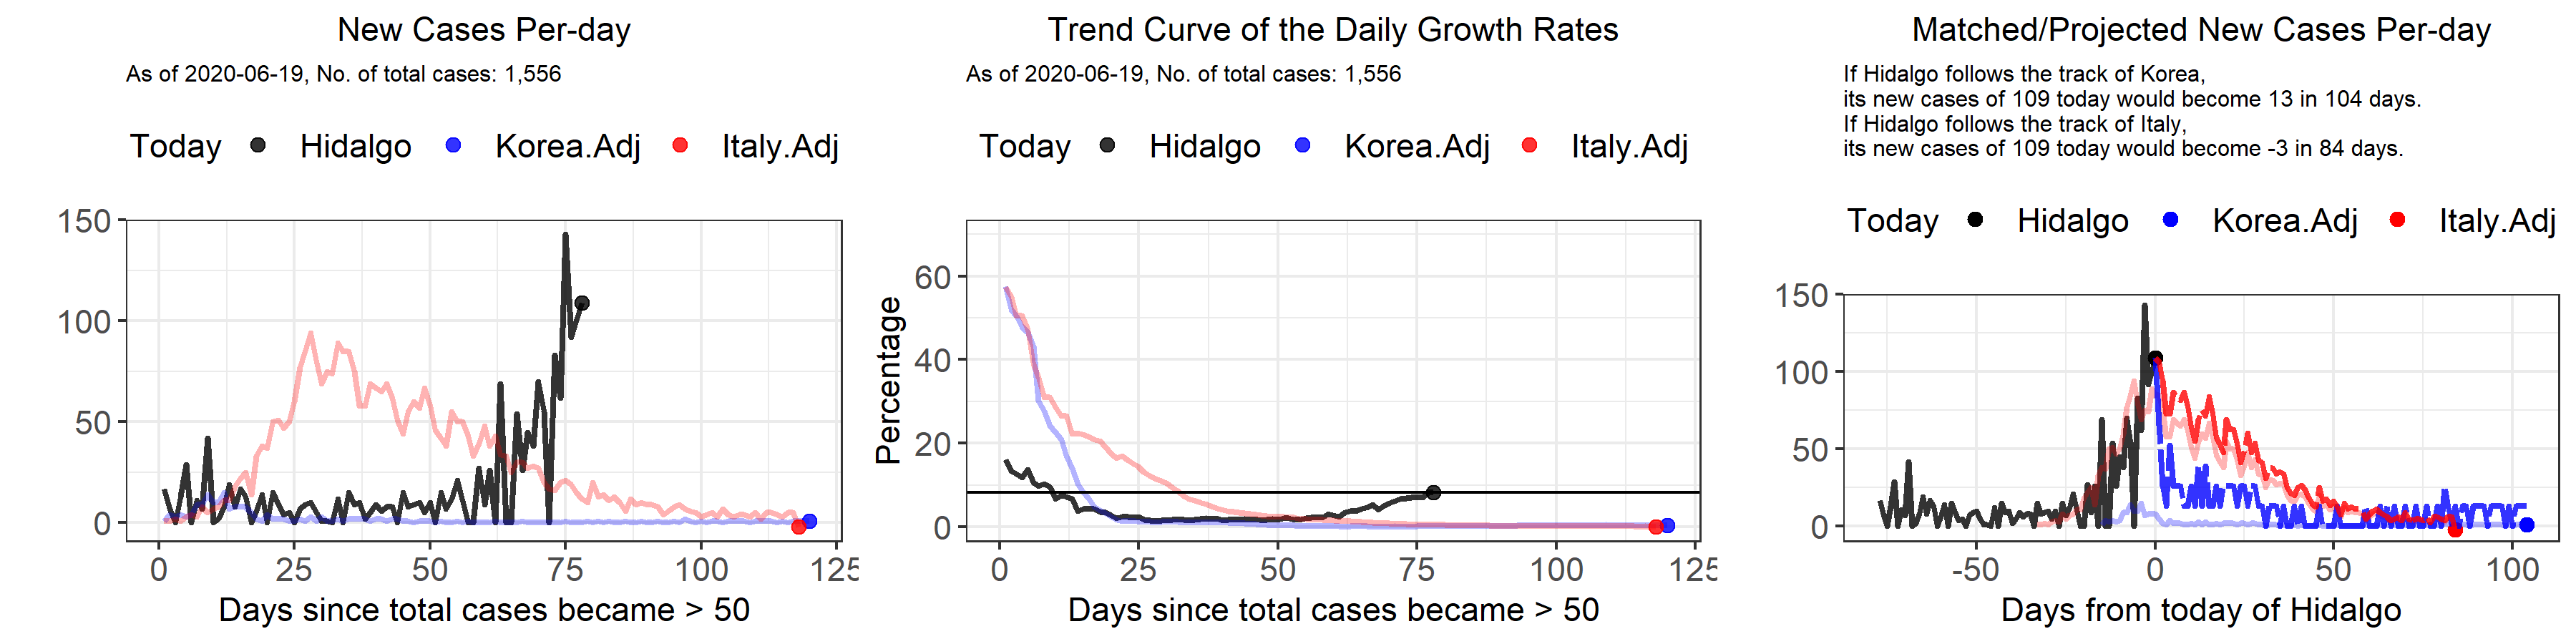 New Cases Per-day
As of 2020-06-19, No. of total cases: 1,556
Today Hidalgo Korea.Adj Italy.Adj
150
100
50
0
0 25 50 75 100 125
Days since total cases became > 50
Trend Curve of the Daily Growth Rates
As of 2020-06-19, No. of total cases: 1,556
Today Hidalgo Korea.Adj Italy.Adj
Percentage
60
40
20
0
0 25 50 75 100 125
Days since total cases became > 50
Matched/Projected New Cases Per-day
If Hidalgo follows the track of Korea,
its new cases of 109 today would become 13 in 104 days.
If Hidalgo follows the track of Italy,
its new cases of 109 today would become -3 in 84 days.
Today Hidalgo Korea.Adj Italy.Adj
150
100
50
0
-50 0 50 100
Days from today of Hidalgo